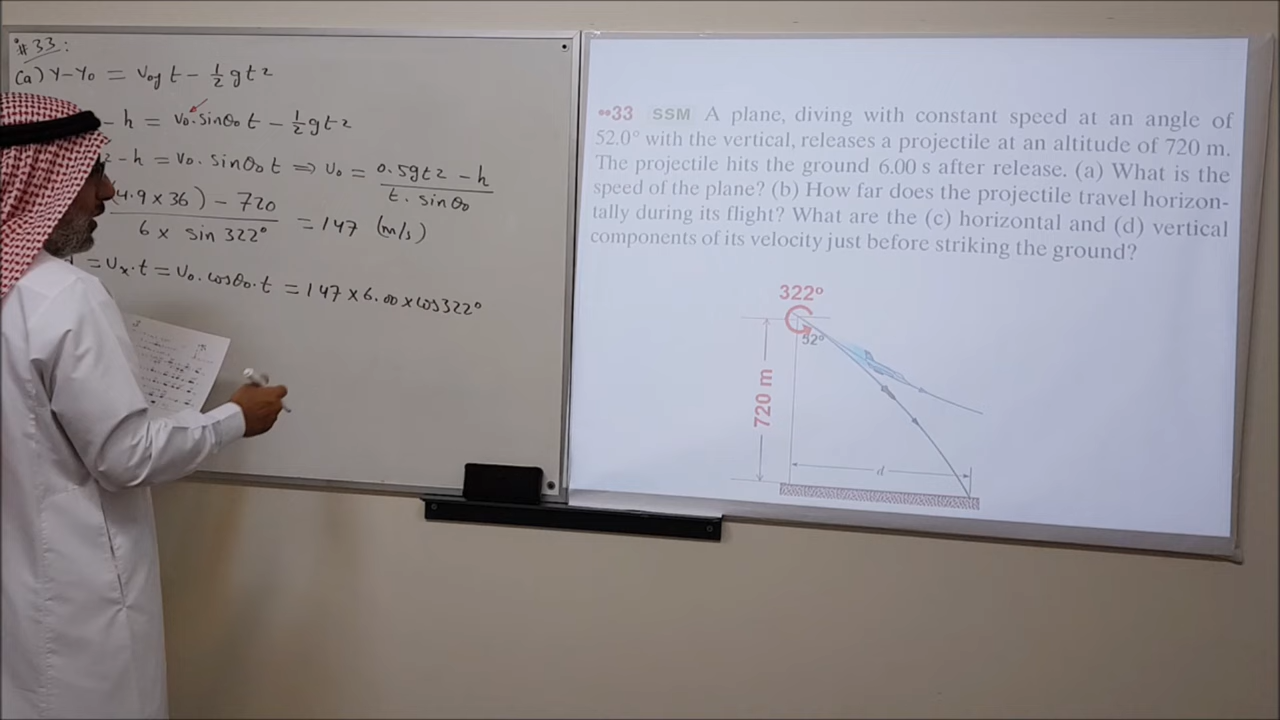 #33:
(a) Y-Y₀ = v₀y t - ½gt²
- h = v₀.sinθ₀ t - ½gt²
t² - h = v₀. sinθ₀ t ⇒ v₀ = 0.5gt² - h / t. sinθ₀
(4.9 x 36) - 720 / 6 x sin 322° = 147 (m/s)
= vₓ.t = v₀. cosθ₀.t = 147 x 6.00 x cos322°
••33 SSM A plane, diving with constant speed at an angle of
52.0° with the vertical, releases a projectile at an altitude of 720 m.
The projectile hits the ground 6.00 s after release. (a) What is the
speed of the plane? (b) How far does the projectile travel horizon-
tally during its flight? What are the (c) horizontal and (d) vertical
components of its velocity just before striking the ground?
322°
52°
720 m
d